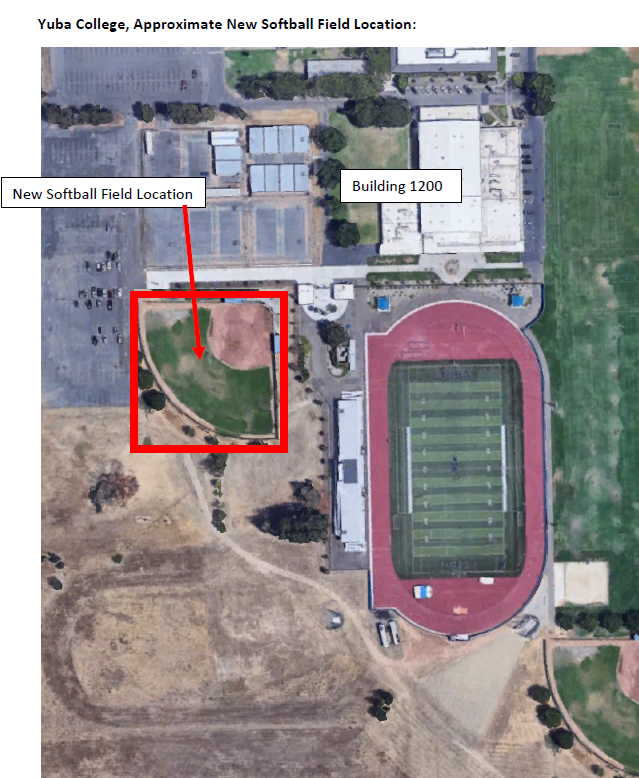 Yuba College, Approximate New Softball Field Location:
Building 1200
New Softball Field Location